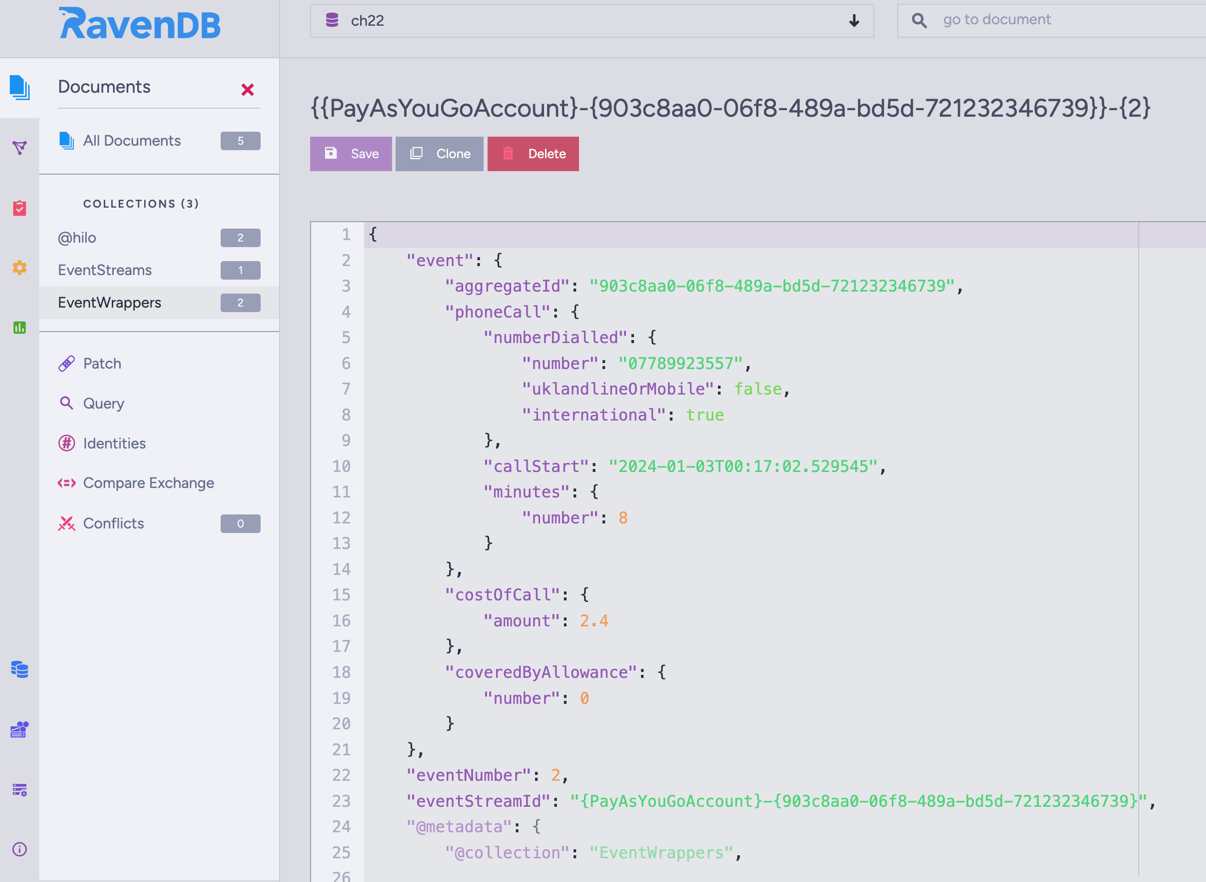 RavenDB
ch22
go to document
Documents
All Documents 5
COLLECTIONS (3)
@hilo 2
EventStreams 1
EventWrappers 2
Patch
Query
Identities
Compare Exchange
Conflicts 0
{{PayAsYouGoAccount}-{903c8aa0-06f8-489a-bd5d-721232346739}}-{2}
Save Clone Delete
1 {
2 "event": {
3 "aggregateId": "903c8aa0-06f8-489a-bd5d-721232346739",
4 "phoneCall": {
5 "numberDialled": {
6 "number": "07789923557",
7 "uklandlineOrMobile": false,
8 "international": true
9 },
10 "callStart": "2024-01-03T00:17:02.529545",
11 "minutes": {
12 "number": 8
13 }
14 },
15 "costOfCall": {
16 "amount": 2.4
17 },
18 "coveredByAllowance": {
19 "number": 0
20 }
21 },
22 "eventNumber": 2,
23 "eventStreamId": "{PayAsYouGoAccount}-{903c8aa0-06f8-489a-bd5d-721232346739}",
24 "@metadata": {
25 "@collection": "EventWrappers",
26